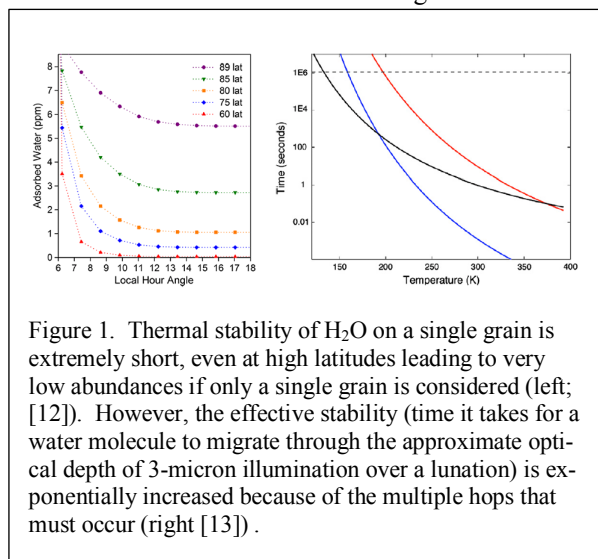 8
7
6
5
4
3
2
1
0
Adsorbed Water (ppm)
89 lat
85 lat
80 lat
75 lat
60 lat
6 7 8 9 10 11 12 13 14 15 16 17 18
Local Hour Angle
1E6
1E4
100
1
0.01
Time (seconds)
150 200 250 300 350 400
Temperature (K)
Figure 1. Thermal stability of H₂O on a single grain is
extremely short, even at high latitudes leading to very
low abundances if only a single grain is considered (left;
[12]). However, the effective stability (time it takes for a
water molecule to migrate through the approximate opti-
cal depth of 3-micron illumination over a lunation) is ex-
ponentially increased because of the multiple hops that
must occur (right [13]) .